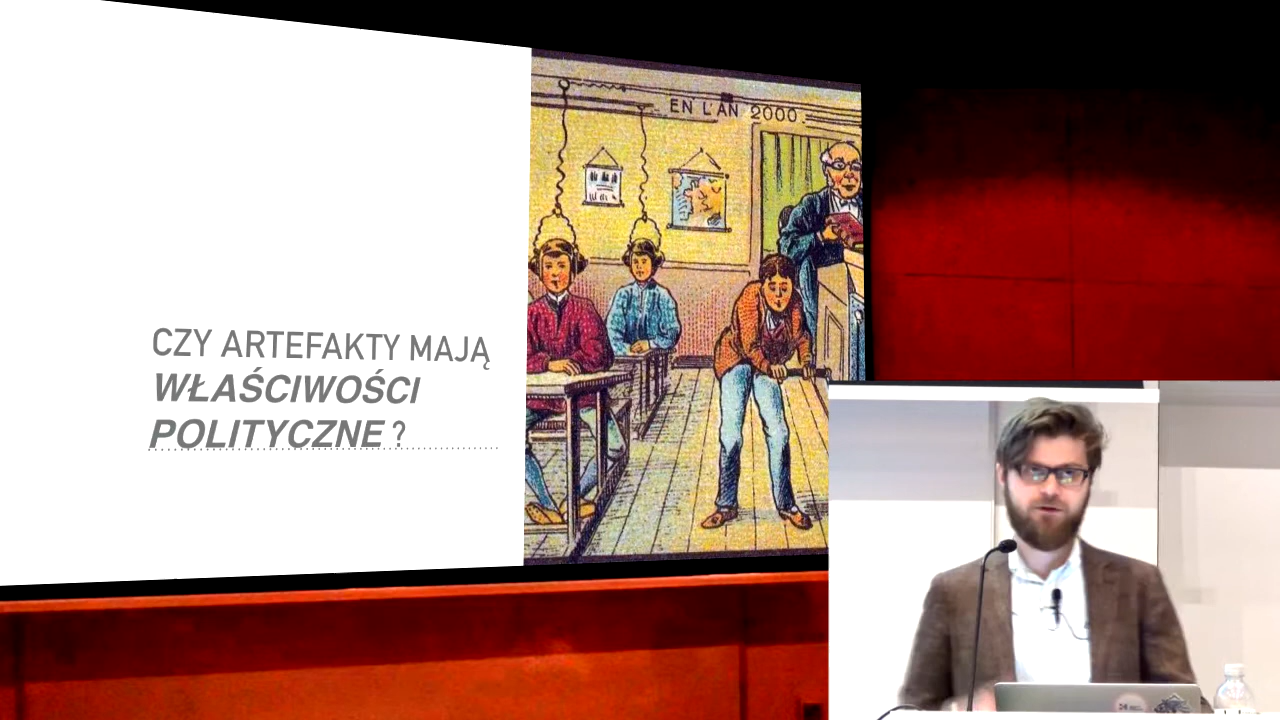 EN L'AN 2000.
CZY ARTEFAKTY MAJĄ
WŁAŚCIWOŚCI
POLITYCZNE ?